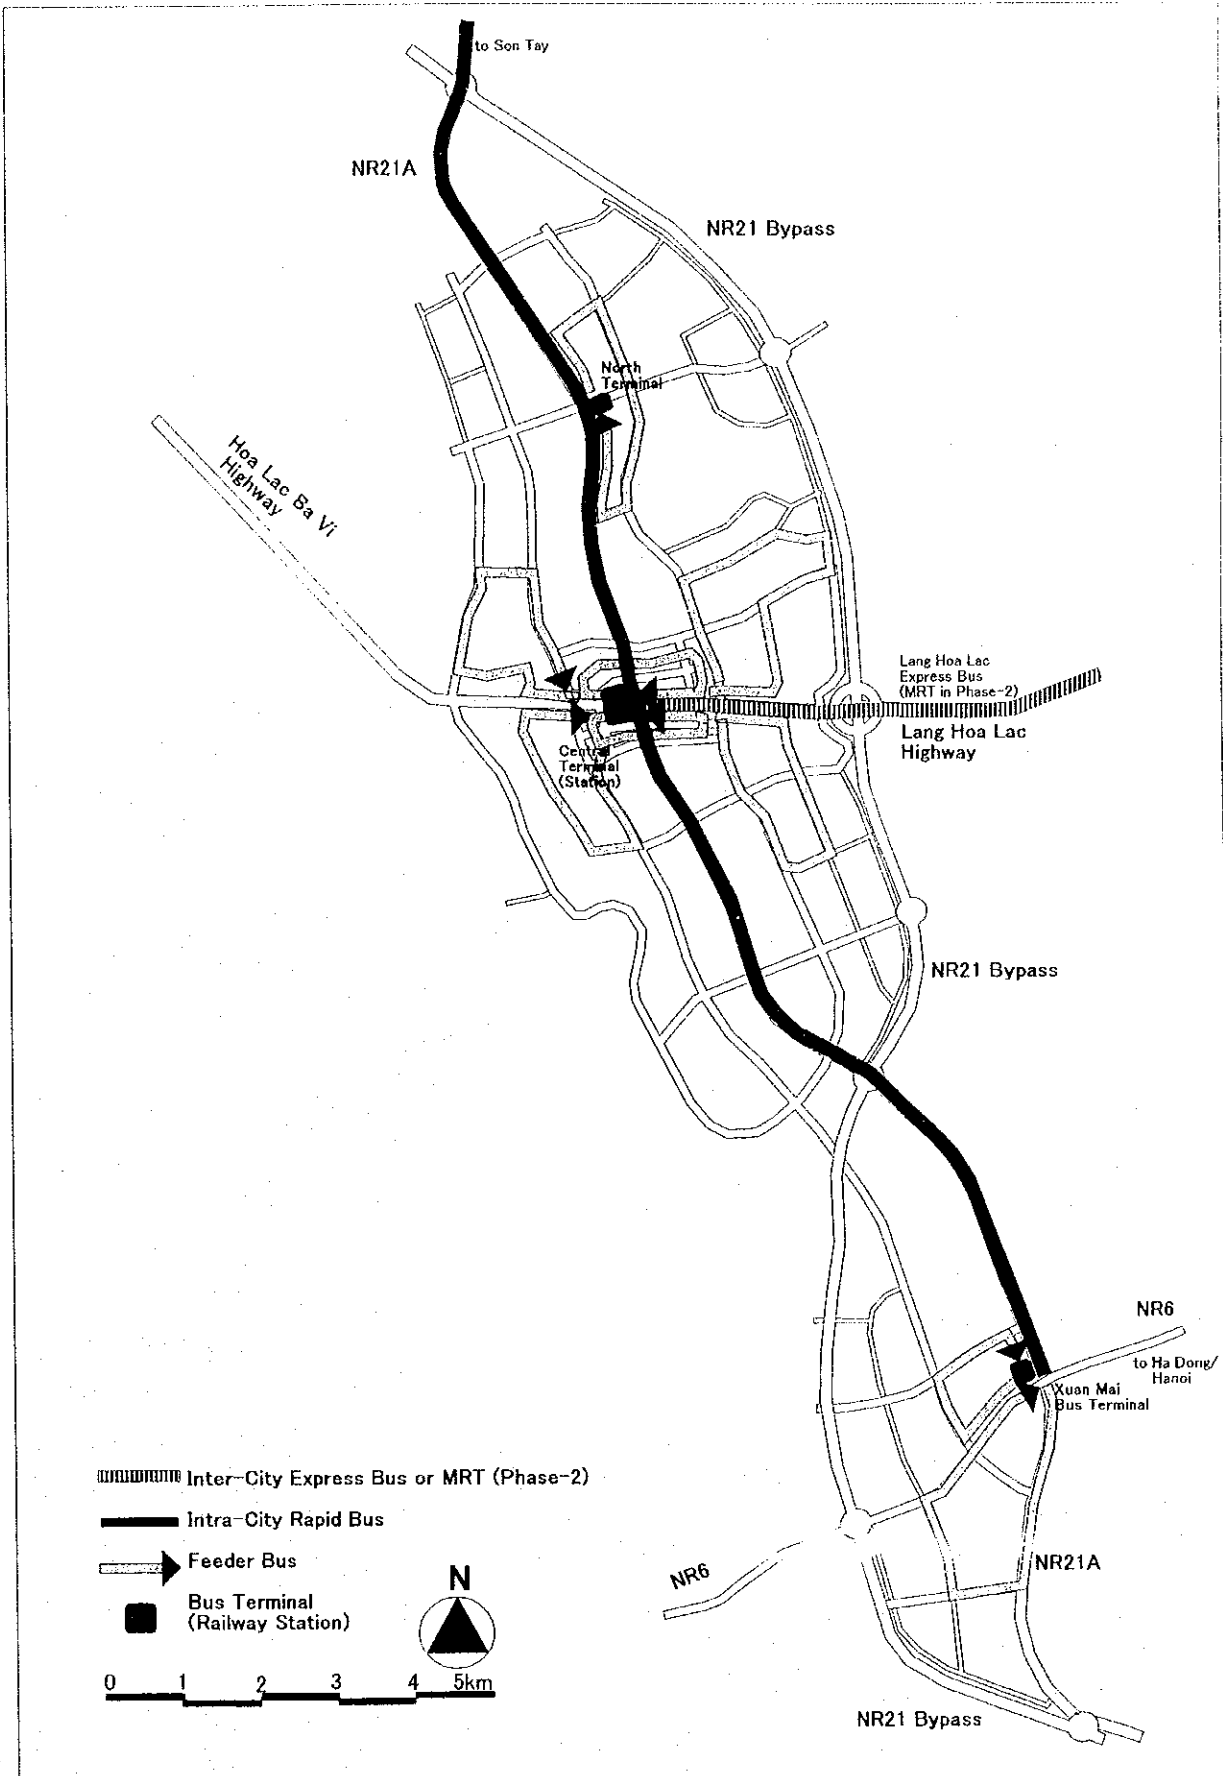 to Son Tay
NR21A
NR21 Bypass
North
Terminal
Hoa Lac Ba Vi
Highway
Lang Hoa Lac
Express Bus
(MRT in Phase-2)
Lang Hoa Lac
Highway
Central
Terminal
(Station)
NR21 Bypass
NR6
to Ha Dong/
Hanoi
Xuan Mai
Bus Terminal
Inter-City Express Bus or MRT (Phase-2)
Intra-City Rapid Bus
Feeder Bus
Bus Terminal
(Railway Station)
N
0 1 2 3 4 5km
NR6
NR21A
NR21 Bypass